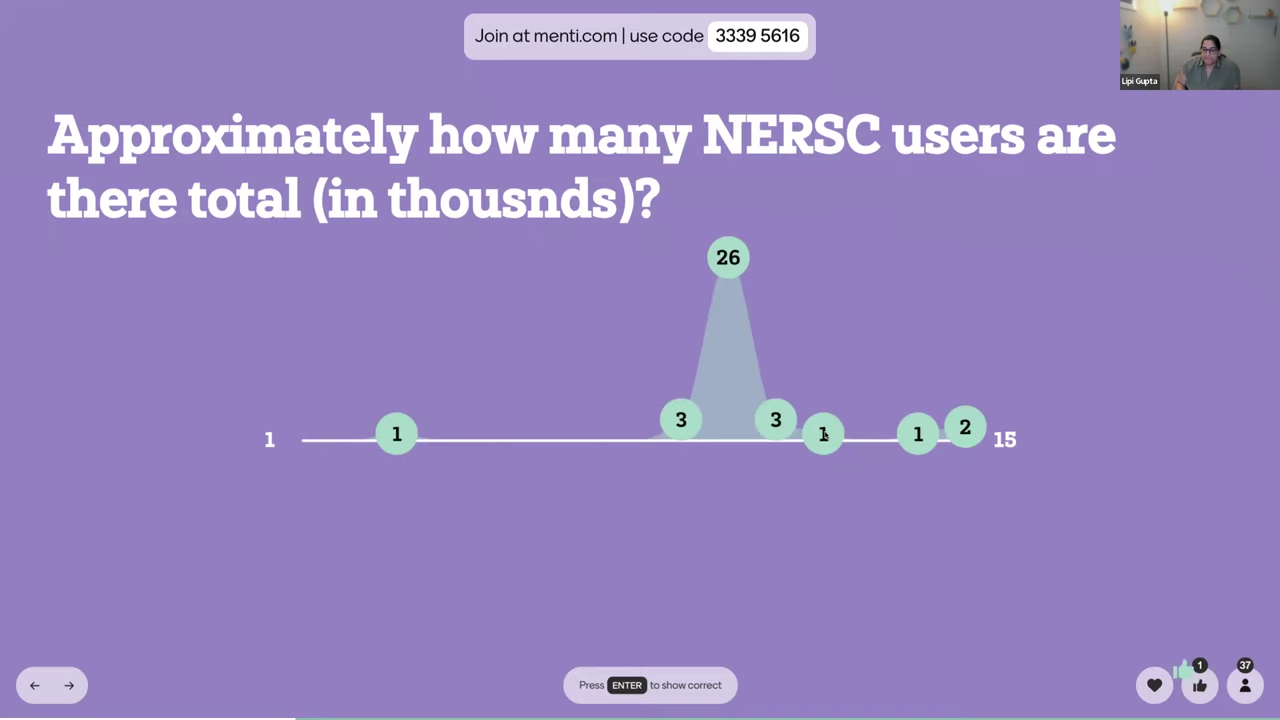 Join at menti.com | use code 3339 5616
Lipi Gupta
Approximately how many NERSC users are
there total (in thousnds)?
26
3 3
1 1 1 2
1 15
Press ENTER to show correct
1 37